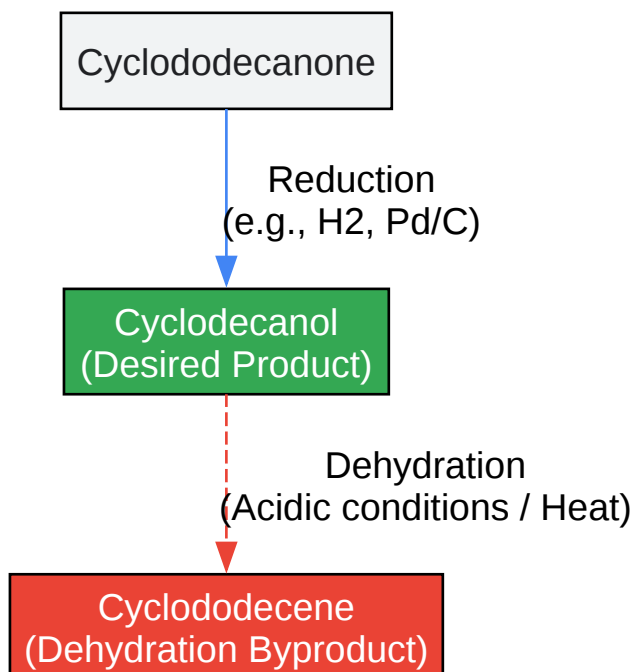 Cyclododecanone
Reduction
(e.g., H2, Pd/C)
Cyclodecanol
(Desired Product)
Dehydration
(Acidic conditions / Heat)
Cyclododecene
(Dehydration Byproduct)